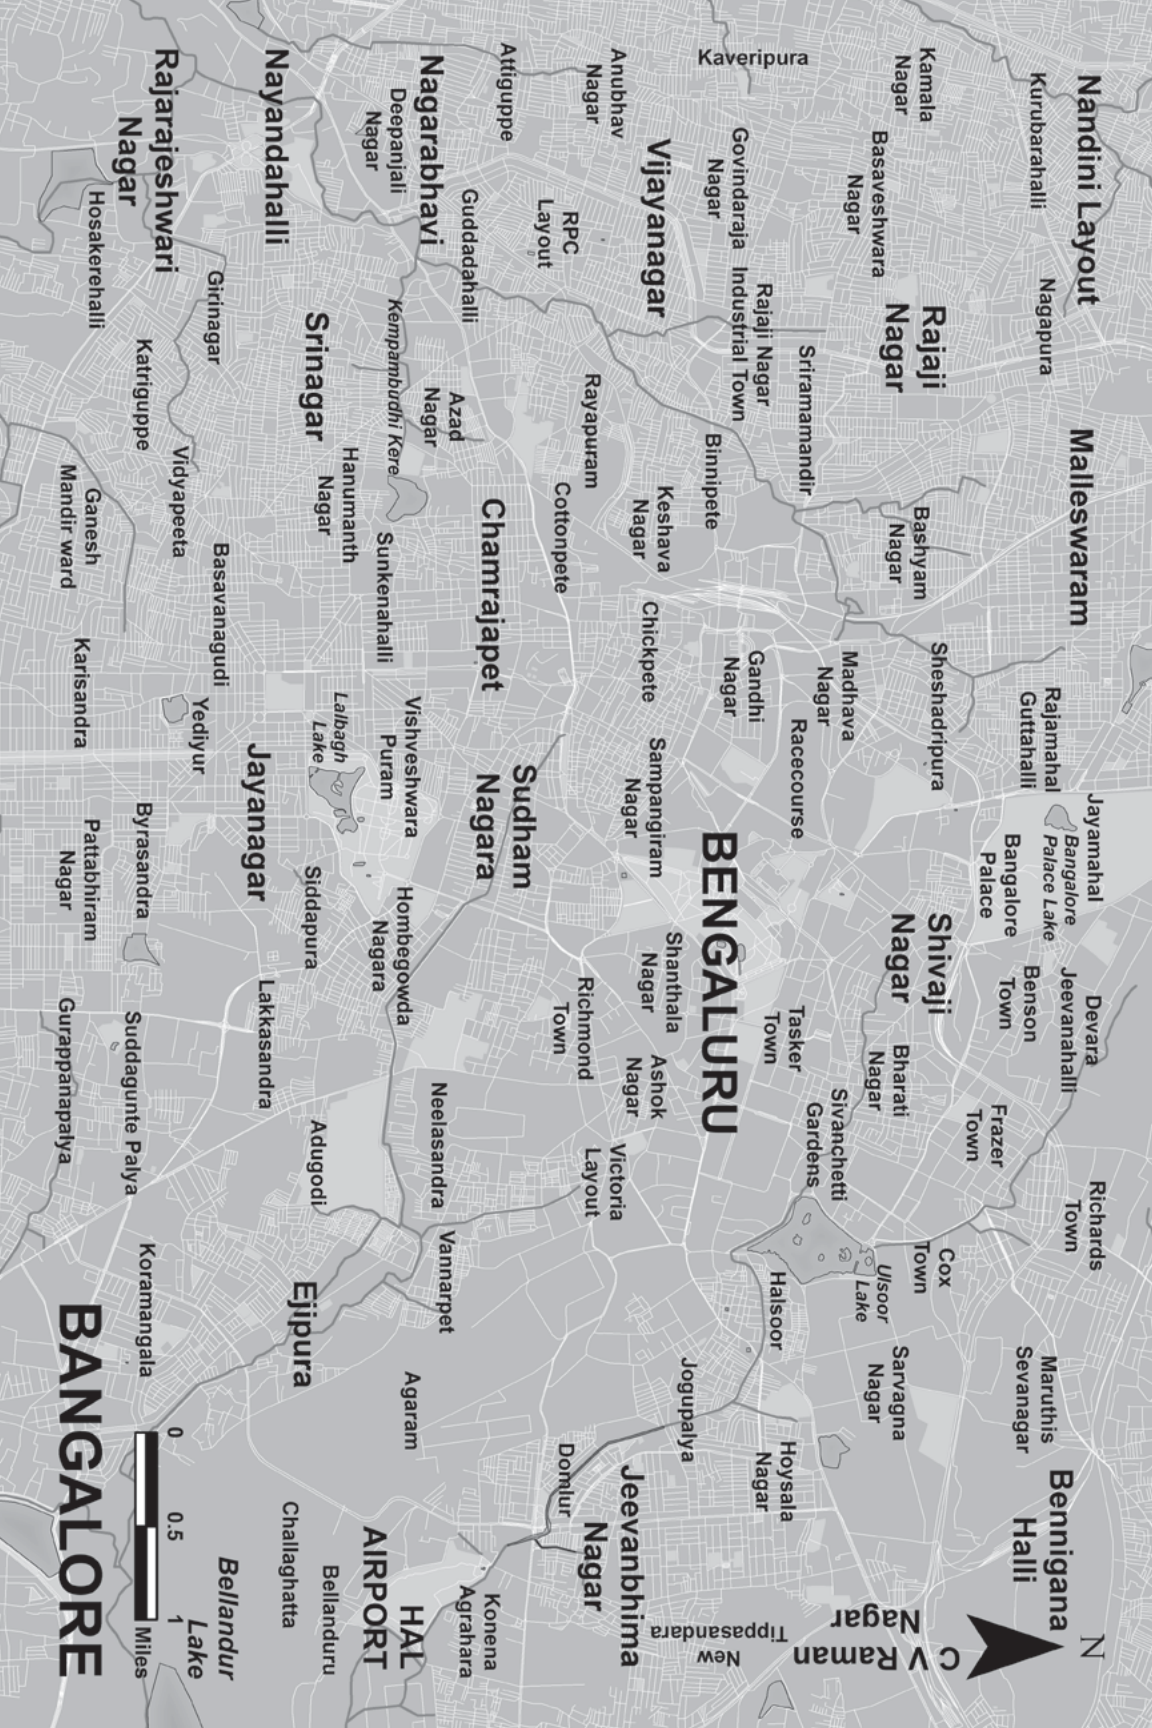 Nandini Layout
Kurubarahalli
Nagapura
Kamala
Nagar
Basaveshwara
Nagar
Rajaji
Nagar
Malleswaram
Kaveripura
Govindaraja
Nagar
Rajaji Nagar
Industrial Town
Sriramamandir
Bashyam
Nagar
Anubhav
Nagar
Vijayanagar
Binnipete
Attiguppe
RPC
Layout
Rayapuram
Keshava
Nagar
Nagarabhavi
Deepanjali
Nagar
Guddadahalli
Azad
Nagar
Cottonpete
Chamrajapet
Nayandahalli
Kempambudhi Kere
Srinagar
Hanumanth
Nagar
Sunkenahalli
Rajarajeshwari
Nagar
Hosakerehalli
Girinagar
Katriguppe
Vidyapeeta
Ganesh
Mandir ward
Basavanagudi
Karisandra
Yediyur
Sheshadripura
Rajamahal
Guttahalli
Jayamahal
Bangalore
Palace Lake
Bangalore
Palace
Madhava
Nagar
Gandhi
Nagar
Racecourse
Chickpete
Sampangiram
Nagar
BENGALURU
Shivaji
Nagar
Benson
Town
Devara
Jeevanahalli
Vishveshwara
Puram
Lalbagh
Lake
Sudham
Nagara
Jayanagar
Siddapura
Hombegowda
Nagara
Byrasandra
Pattabhiram
Nagar
Shanthala
Nagar
Richmond
Town
Tasker
Town
Ashok
Nagar
Bharati
Nagar
Sivanchetti
Gardens
Frazer
Town
Richards
Town
Lakkasandra
Suddagunte Palya
Gurappanapalya
Adugodi
Neelasandra
Victoria
Layout
Vannarpet
Cox
Town
Ulsoor
Lake
Halsoor
Koramangala
Ejipura
Agaram
Jogupalya
Sarvagna
Nagar
Maruthis
Sevanagar
Domlur
Hoysala
Nagar
Jeevanbhima
Nagar
Bennigana
Halli
C V Raman
Nagar
New
Tippasandara
Konena
Agrahara
HAL
AIRPORT
Bellanduru
Challaghatta
Bellandur
Lake
0 0.5 1 Miles
BANGALORE
N